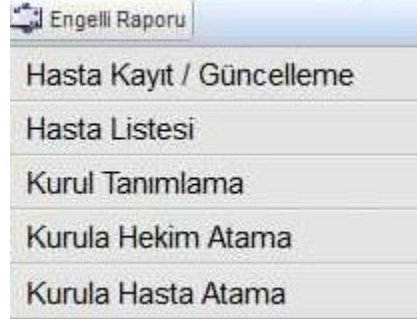 Engelli Raporu
Hasta Kayıt / Güncelleme
Hasta Listesi
Kurul Tanımlama
Kurula Hekim Atama
Kurula Hasta Atama